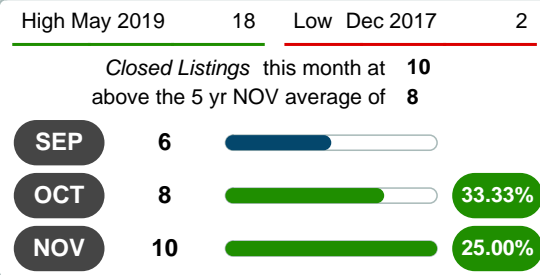 High May 2019 18 Low Dec 2017 2
Closed Listings this month at 10
above the 5 yr NOV average of 8
SEP 6
OCT 8 33.33%
NOV 10 25.00%